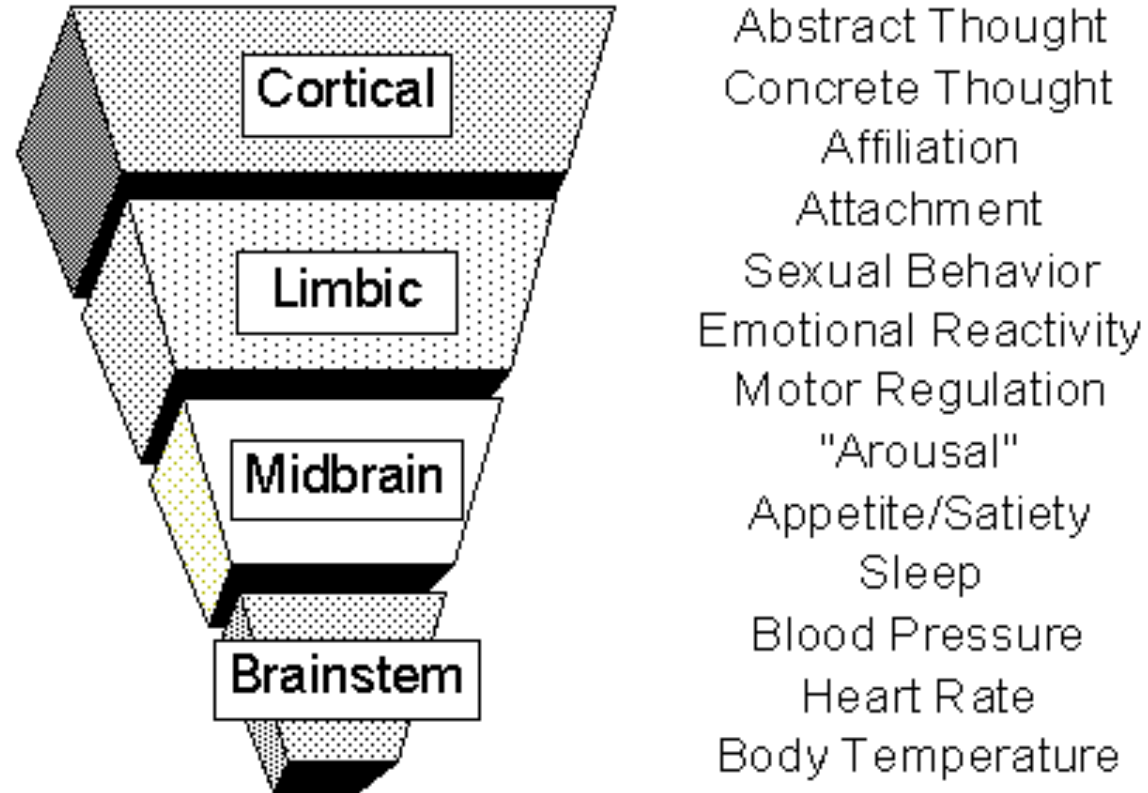 Cortical
Limbic
Midbrain
Brainstem
Abstract Thought
Concrete Thought
Affiliation
Attachment
Sexual Behavior
Emotional Reactivity
Motor Regulation
"Arousal"
Appetite/Satiety
Sleep
Blood Pressure
Heart Rate
Body Temperature